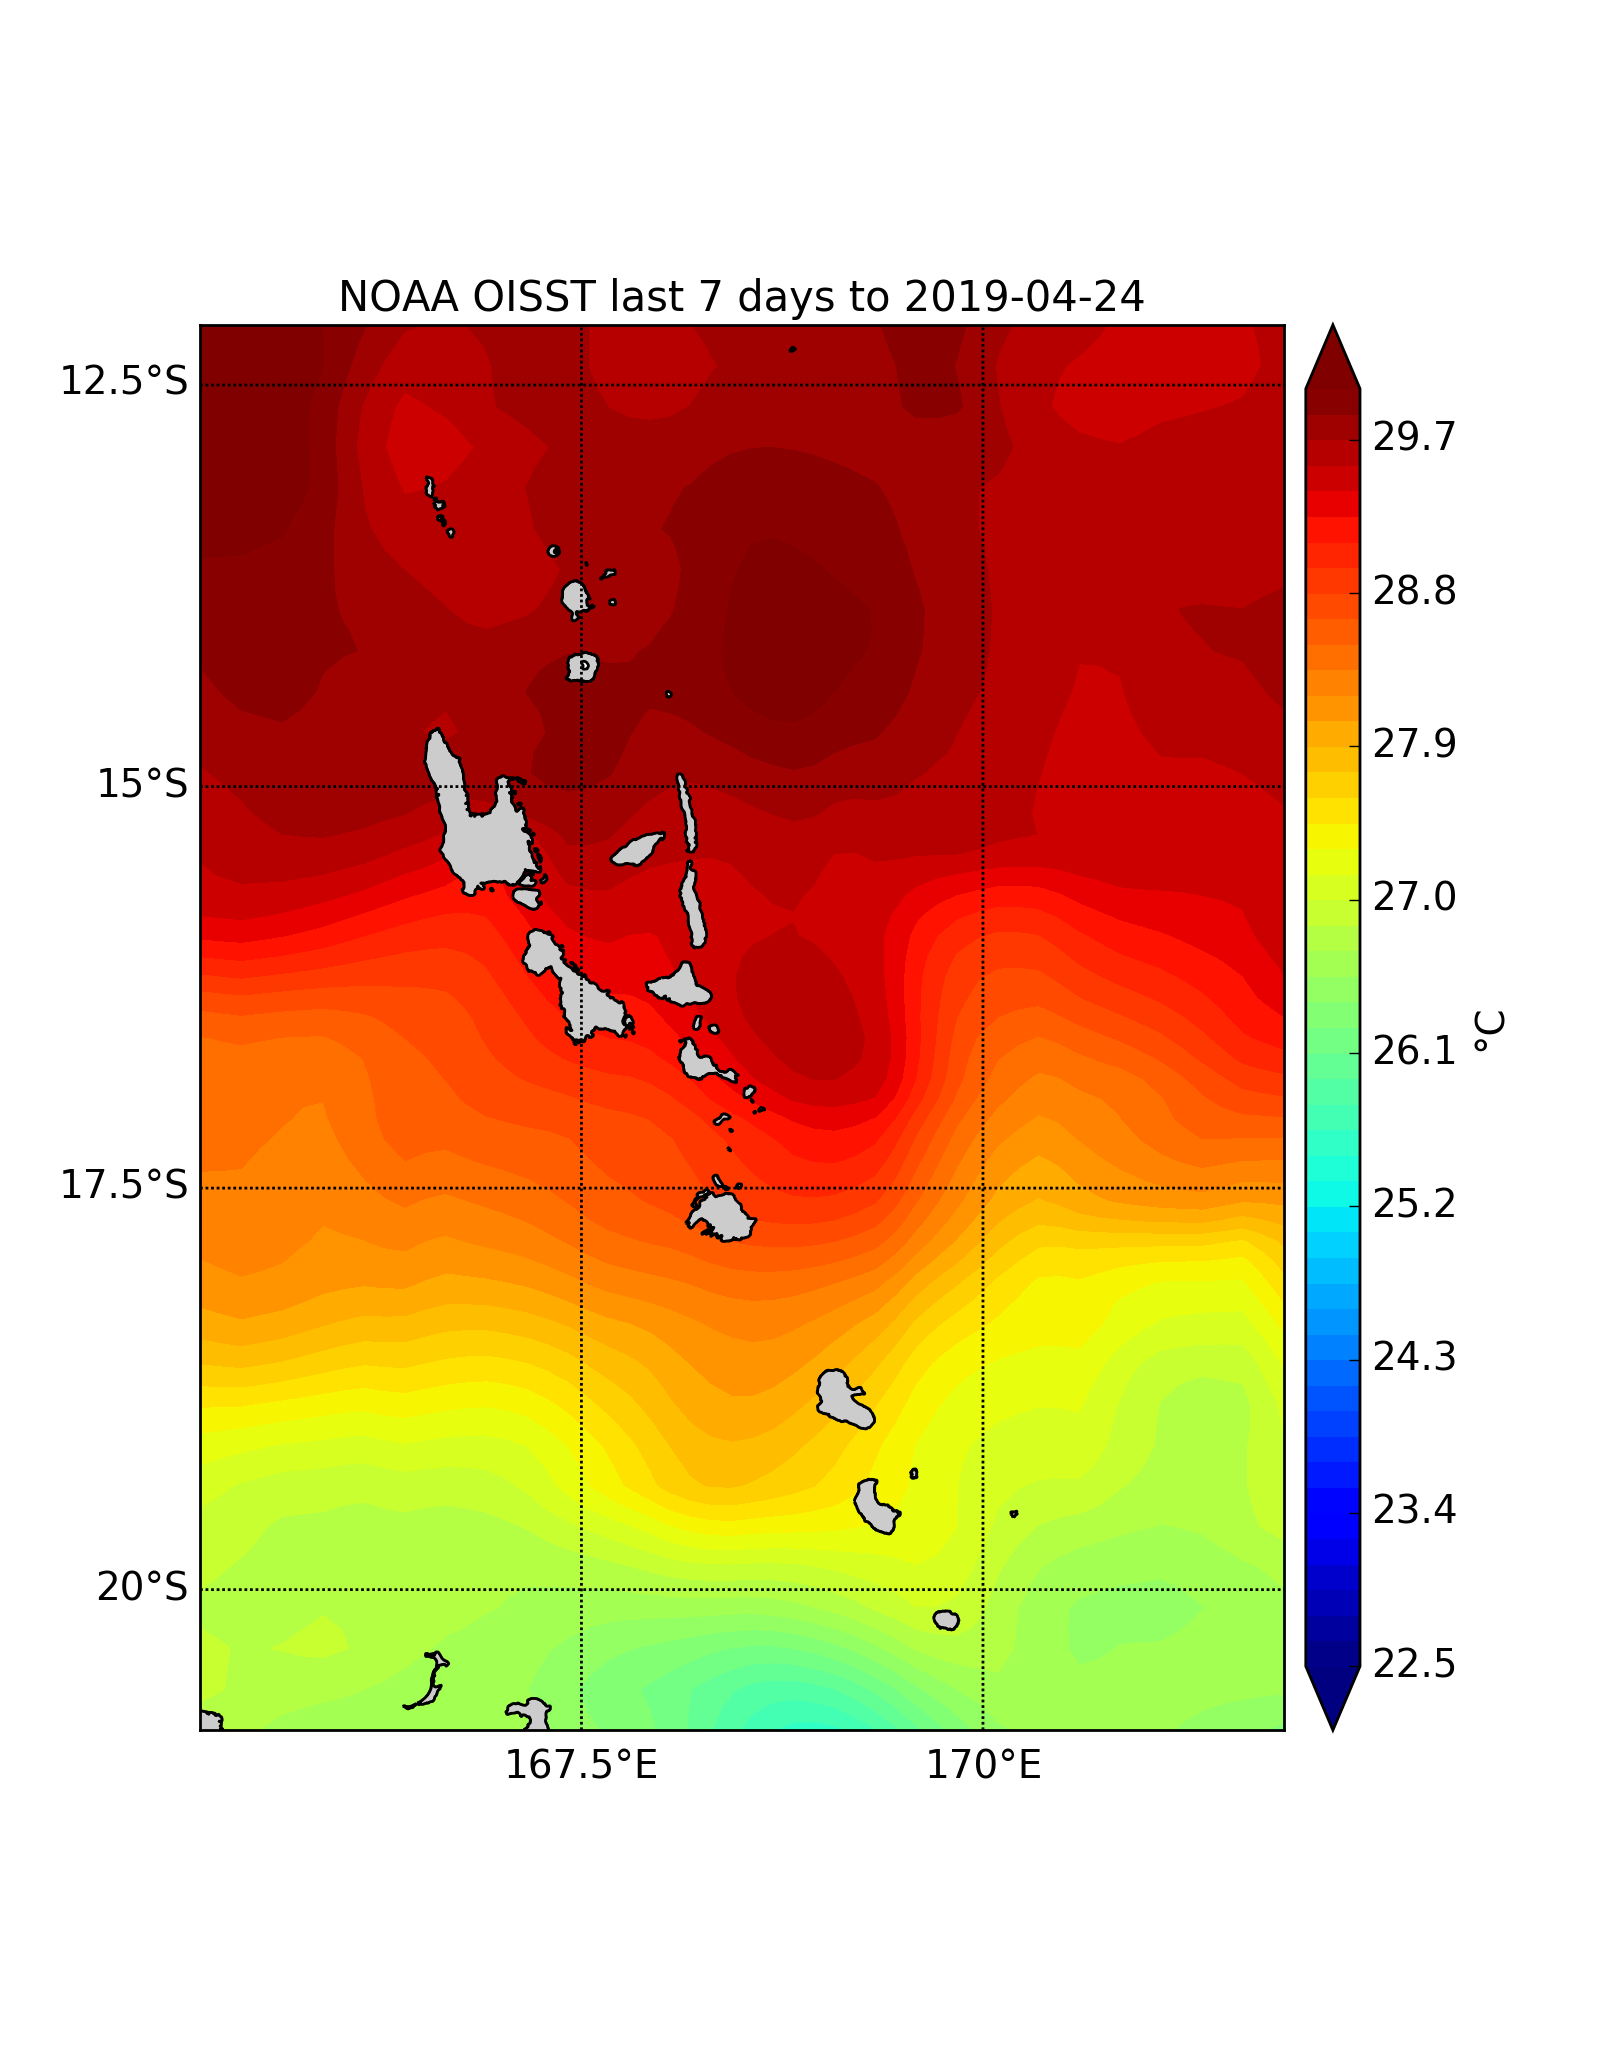 NOAA OISST last 7 days to 2019-04-24
12.5°S
15°S
17.5°S
20°S
167.5°E
170°E
29.7
28.8
27.9
27.0
26.1
25.2
24.3
23.4
22.5
°C